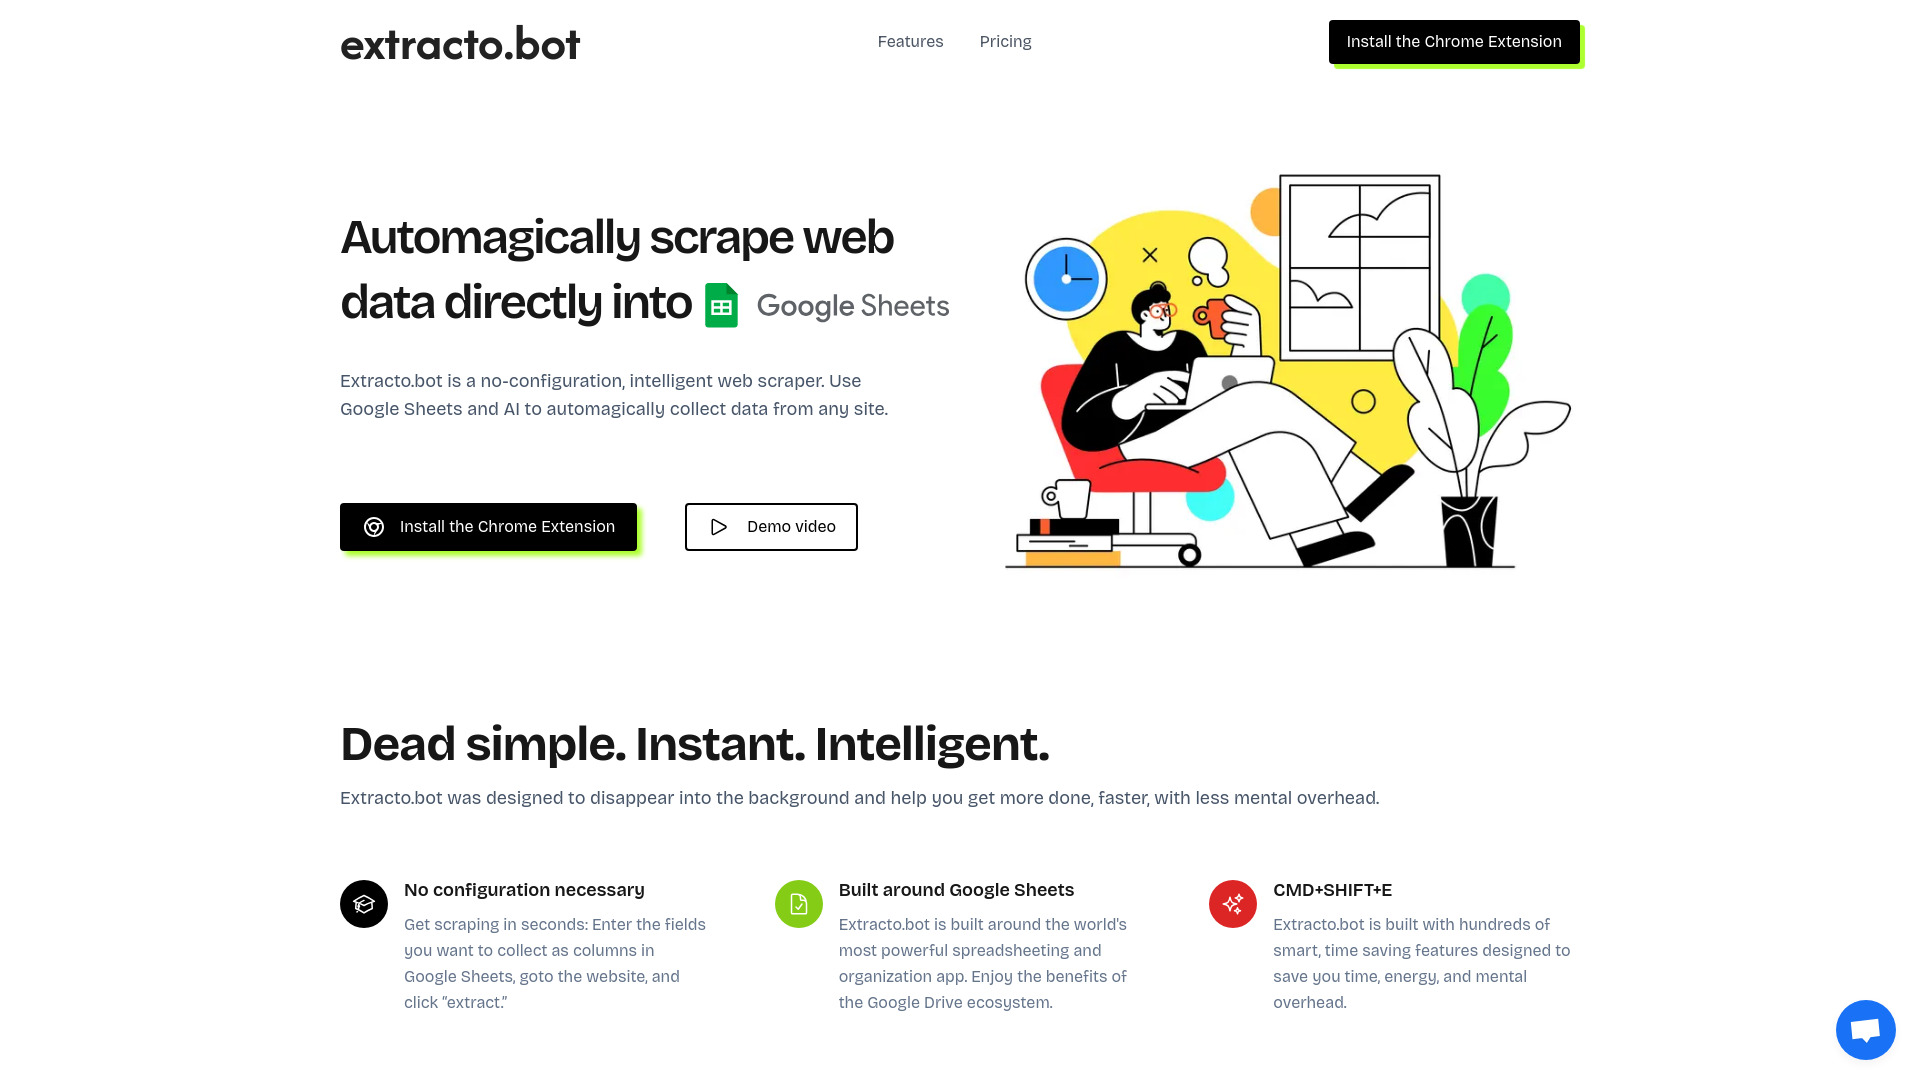 extracto.bot
Features
Pricing
Install the Chrome Extension
Automagically scrape web
data directly into Google Sheets
Extracto.bot is a no-configuration, intelligent web scraper. Use
Google Sheets and AI to automagically collect data from any site.
Install the Chrome Extension
Demo video
Dead simple. Instant. Intelligent.
Extracto.bot was designed to disappear into the background and help you get more done, faster, with less mental overhead.
No configuration necessary
Get scraping in seconds: Enter the fields
you want to collect as columns in
Google Sheets, goto the website, and
click “extract.”
Built around Google Sheets
Extracto.bot is built around the world's
most powerful spreadsheeting and
organization app. Enjoy the benefits of
the Google Drive ecosystem.
CMD+SHIFT+E
Extracto.bot is built with hundreds of
smart, time saving features designed to
save you time, energy, and mental
overhead.